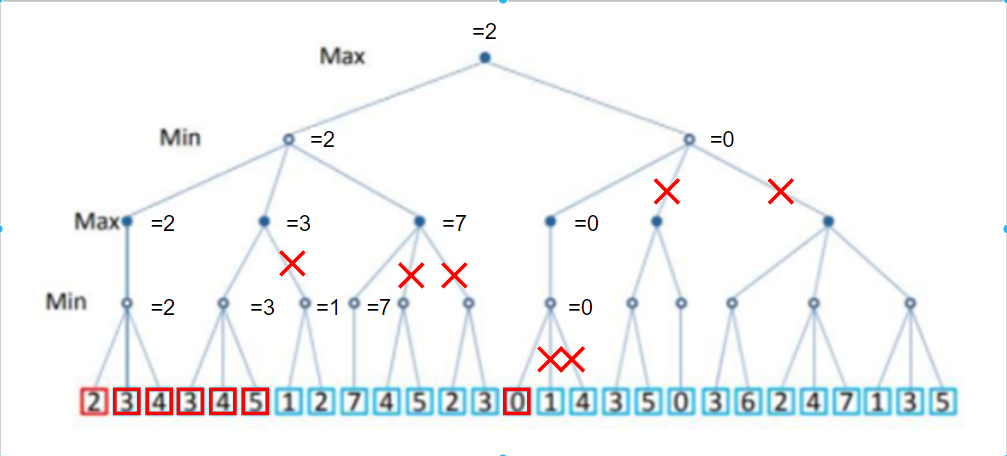 =2
Max
Min =2 =0
Max =2 =3 =7 =0
Min =2 =3 =1 =7 =0
2 3 4 3 4 5 1 2 7 4 5 2 3 0 1 4 3 5 0 3 6 2 4 7 1 3 5